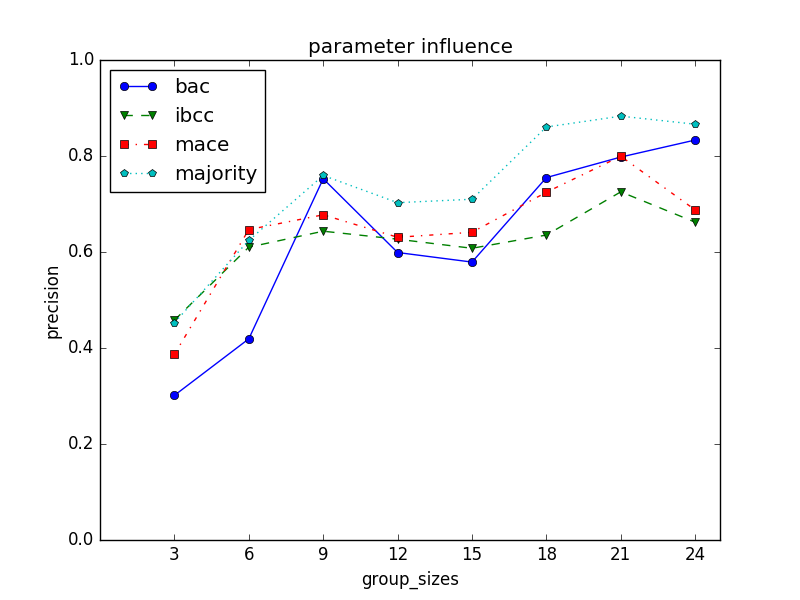 parameter influence
1.0
0.8
0.6
0.4
0.2
0.0
precision
bac
ibcc
mace
majority
3 6 9 12 15 18 21 24
group_sizes